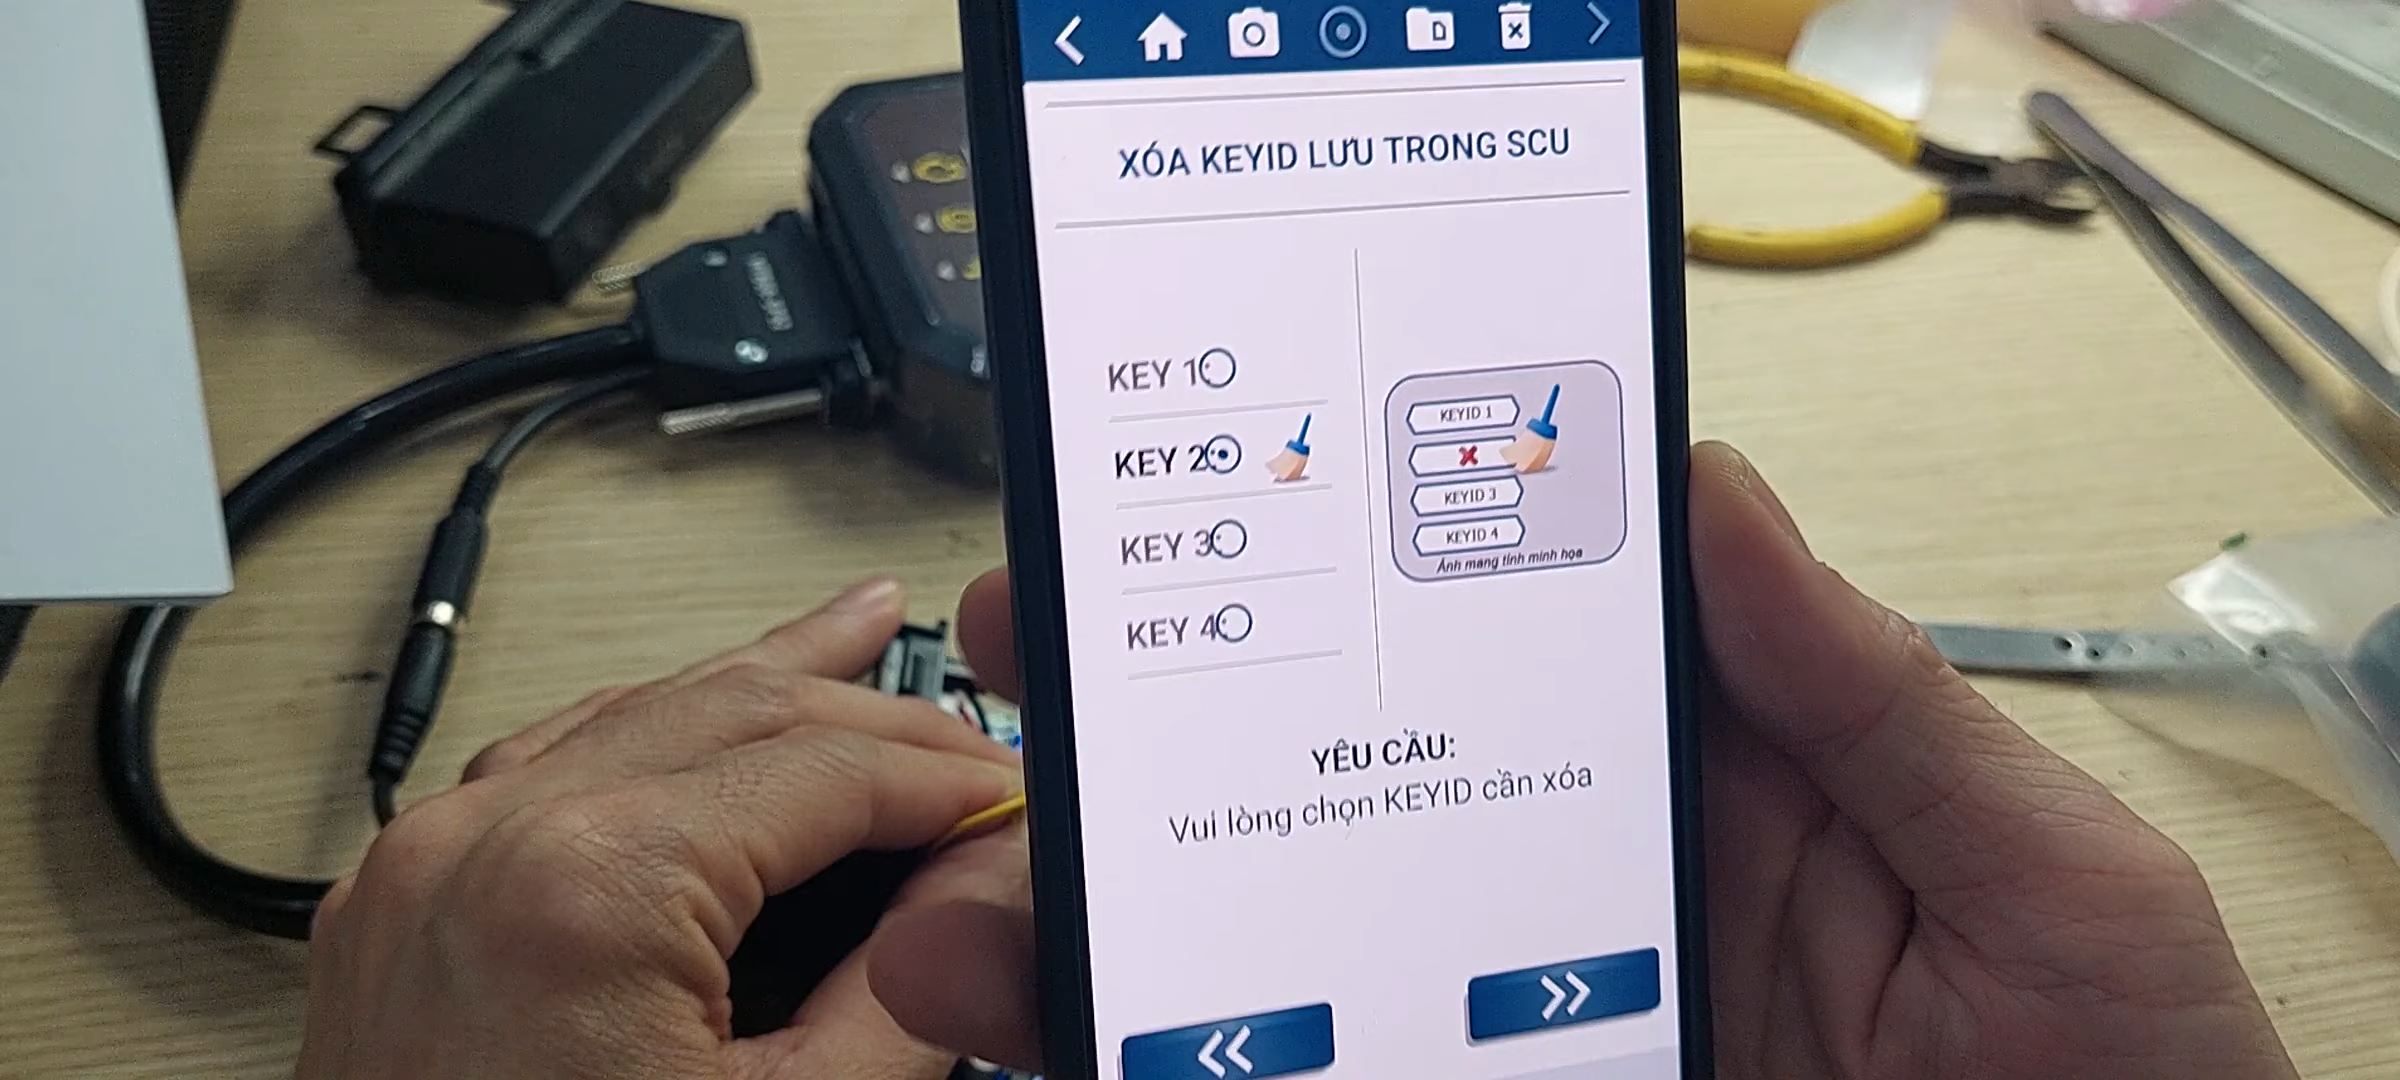 XÓA KEYID LƯU TRONG SCU
KEY 1
KEY 2
KEY 3
KEY 4
KEYID 1
KEYID 3
KEYID 4
Ảnh mang tính minh họa
YÊU CẦU:
Vui lòng chọn KEYID cần xóa